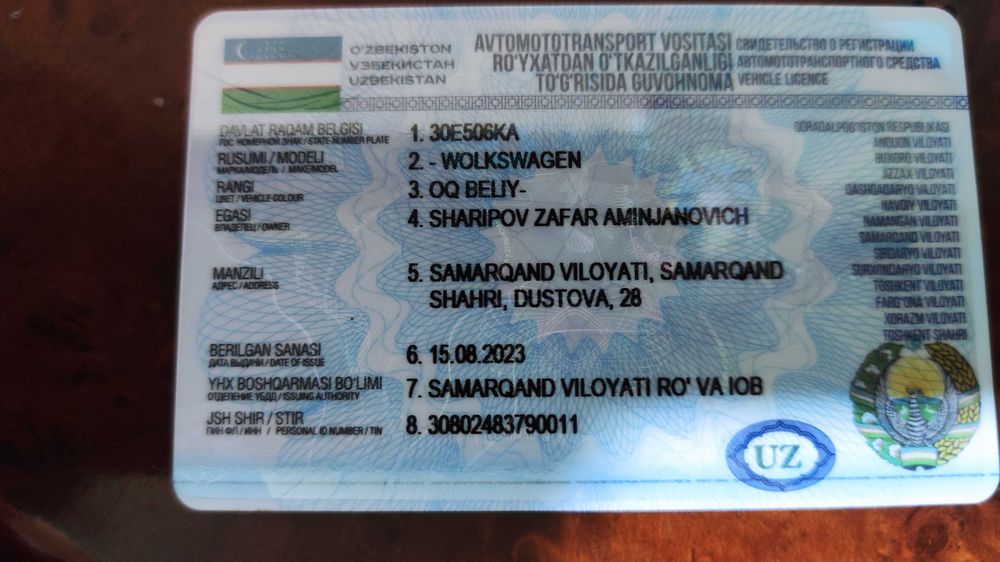 O'ZBEKISTON
УЗБЕКИСТАН
UZBEKISTAN
AVTOMOTOTRANSPORT VOSITASI
RO'YXATDAN O'TKAZILGANLIGI
TO'G'RISIDA GUVOHNOMA
СВИДЕТЕЛЬСТВО О РЕГИСТРАЦИИ
АВТОМОТОТРАНСПОРТНОГО СРЕДСТВА
VEHICLE LICENCE
DAVLAT RAQAM BELGISI 1. 30E506KA
ГОС. НОМЕРНОЙ ЗНАК / STATE NUMBER PLATE
RUSUMI / MODELI 2. - WOLKSWAGEN
МАРКА/МОДЕЛЬ / MAKE/MODEL
RANGI 3. OQ BELIY-
ЦВЕТ / VEHICLE COLOUR
EGASI 4. SHARIPOV ZAFAR AMINJANOVICH
ВЛАДЕЛЕЦ / OWNER
MANZILI 5. SAMARQAND VILOYATI, SAMARQAND
АДРЕС / ADDRESS SHAHRI, DUSTOVA, 28
BERILGAN SANASI 6. 15.08.2023
ДАТА ВЫДАЧИ / DATE OF ISSUE
YHX BOSHQARMASI BO'LIMI 7. SAMARQAND VILOYATI RO' VA IOB
ОТДЕЛЕНИЕ УБДД / ISSUING AUTHORITY
JSH SHIR / STIR 8. 30802483790011
ПИН ФЛ / ИНН / PERSONAL ID NUMBER / TIN
QORAQALPOG'ISTON RESPUBLIKASI
ANDIJON VILOYATI
BUXORO VILOYATI
JIZZAX VILOYATI
QASHQADARYO VILOYATI
NAVOIY VILOYATI
NAMANGAN VILOYATI
SAMARQAND VILOYATI
SIRDARYO VILOYATI
SURXONDARYO VILOYATI
TOSHKENT VILOYATI
FARG'ONA VILOYATI
XORAZM VILOYATI
TOSHKENT SHAHRI
UZ